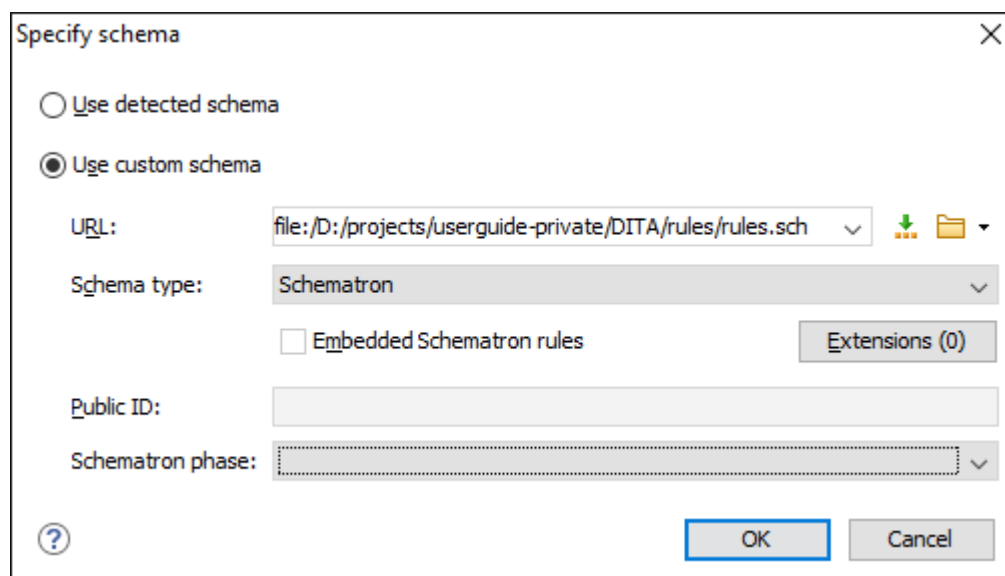 Specify schema
Use detected schema
Use custom schema
URL: file:/D:/projects/userguide-private/DITA/rules/rules.sch
Schema type: Schematron
Embedded Schematron rules Extensions (0)
Public ID:
Schematron phase:
? OK Cancel